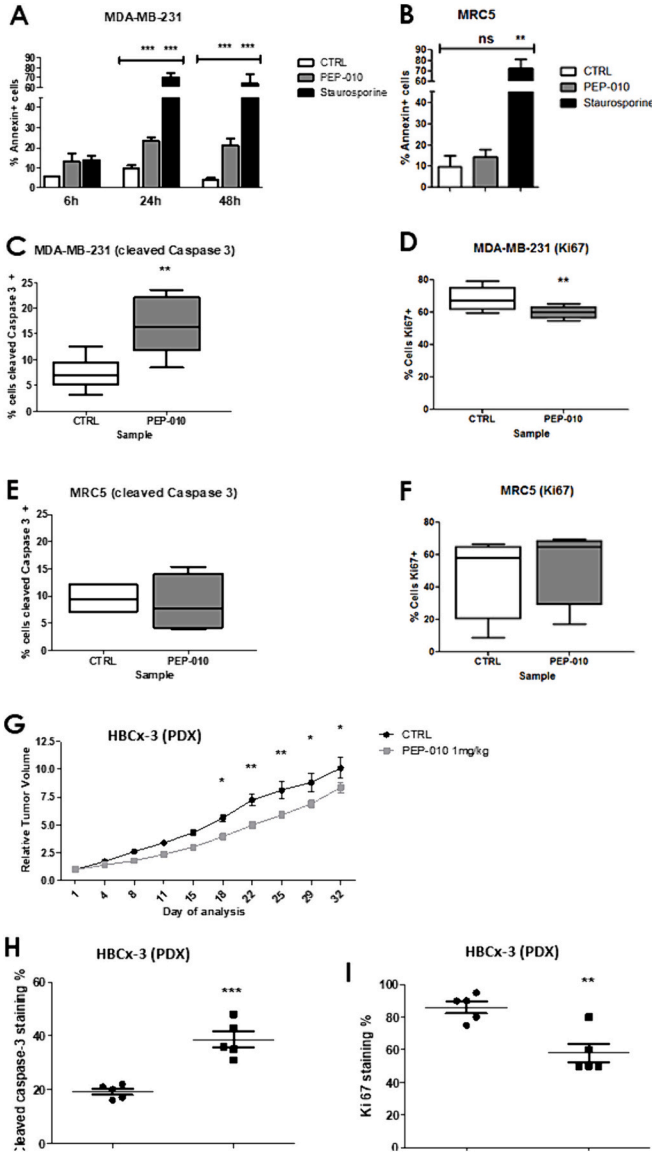 A
MDA-MB-231
*** *** *** ***
CTRL
PEP-010
Staurosporine
% Annexin+ cells
90
80
70
60
50
40
30
20
10
0
6h 24h 48h
B
MRC5
ns **
CTRL
PEP-010
Staurosporine
% Annexin+ cells
90
80
70
60
50
40
30
20
10
0
C
MDA-MB-231 (cleaved Caspase 3)
**
% cells cleaved Caspase 3 +
25
20
15
10
5
0
CTRL PEP-010
Sample
D
MDA-MB-231 (Ki67)
**
% Cells Ki67+
80
60
40
20
0
CTRL PEP-010
Sample
E
MRC5 (cleaved Caspase 3)
% cells cleaved Caspase 3 +
25
20
15
10
5
0
CTRL PEP-010
Sample
F
MRC5 (Ki67)
% Cells Ki67+
80
60
40
20
0
CTRL PEP-010
Sample
G
HBCx-3 (PDX)
CTRL
PEP-010 1mg/kg
* ** ** * *
Relative Tumor Volume
12.5
10.0
7.5
5.0
2.5
0.0
1 4 8 11 15 18 22 25 29 32
Day of analysis
H
HBCx-3 (PDX)
***
Cleaved caspase-3 staining %
60
40
20
0
I
HBCx-3 (PDX)
**
Ki 67 staining %
100
80
60
40
20
0